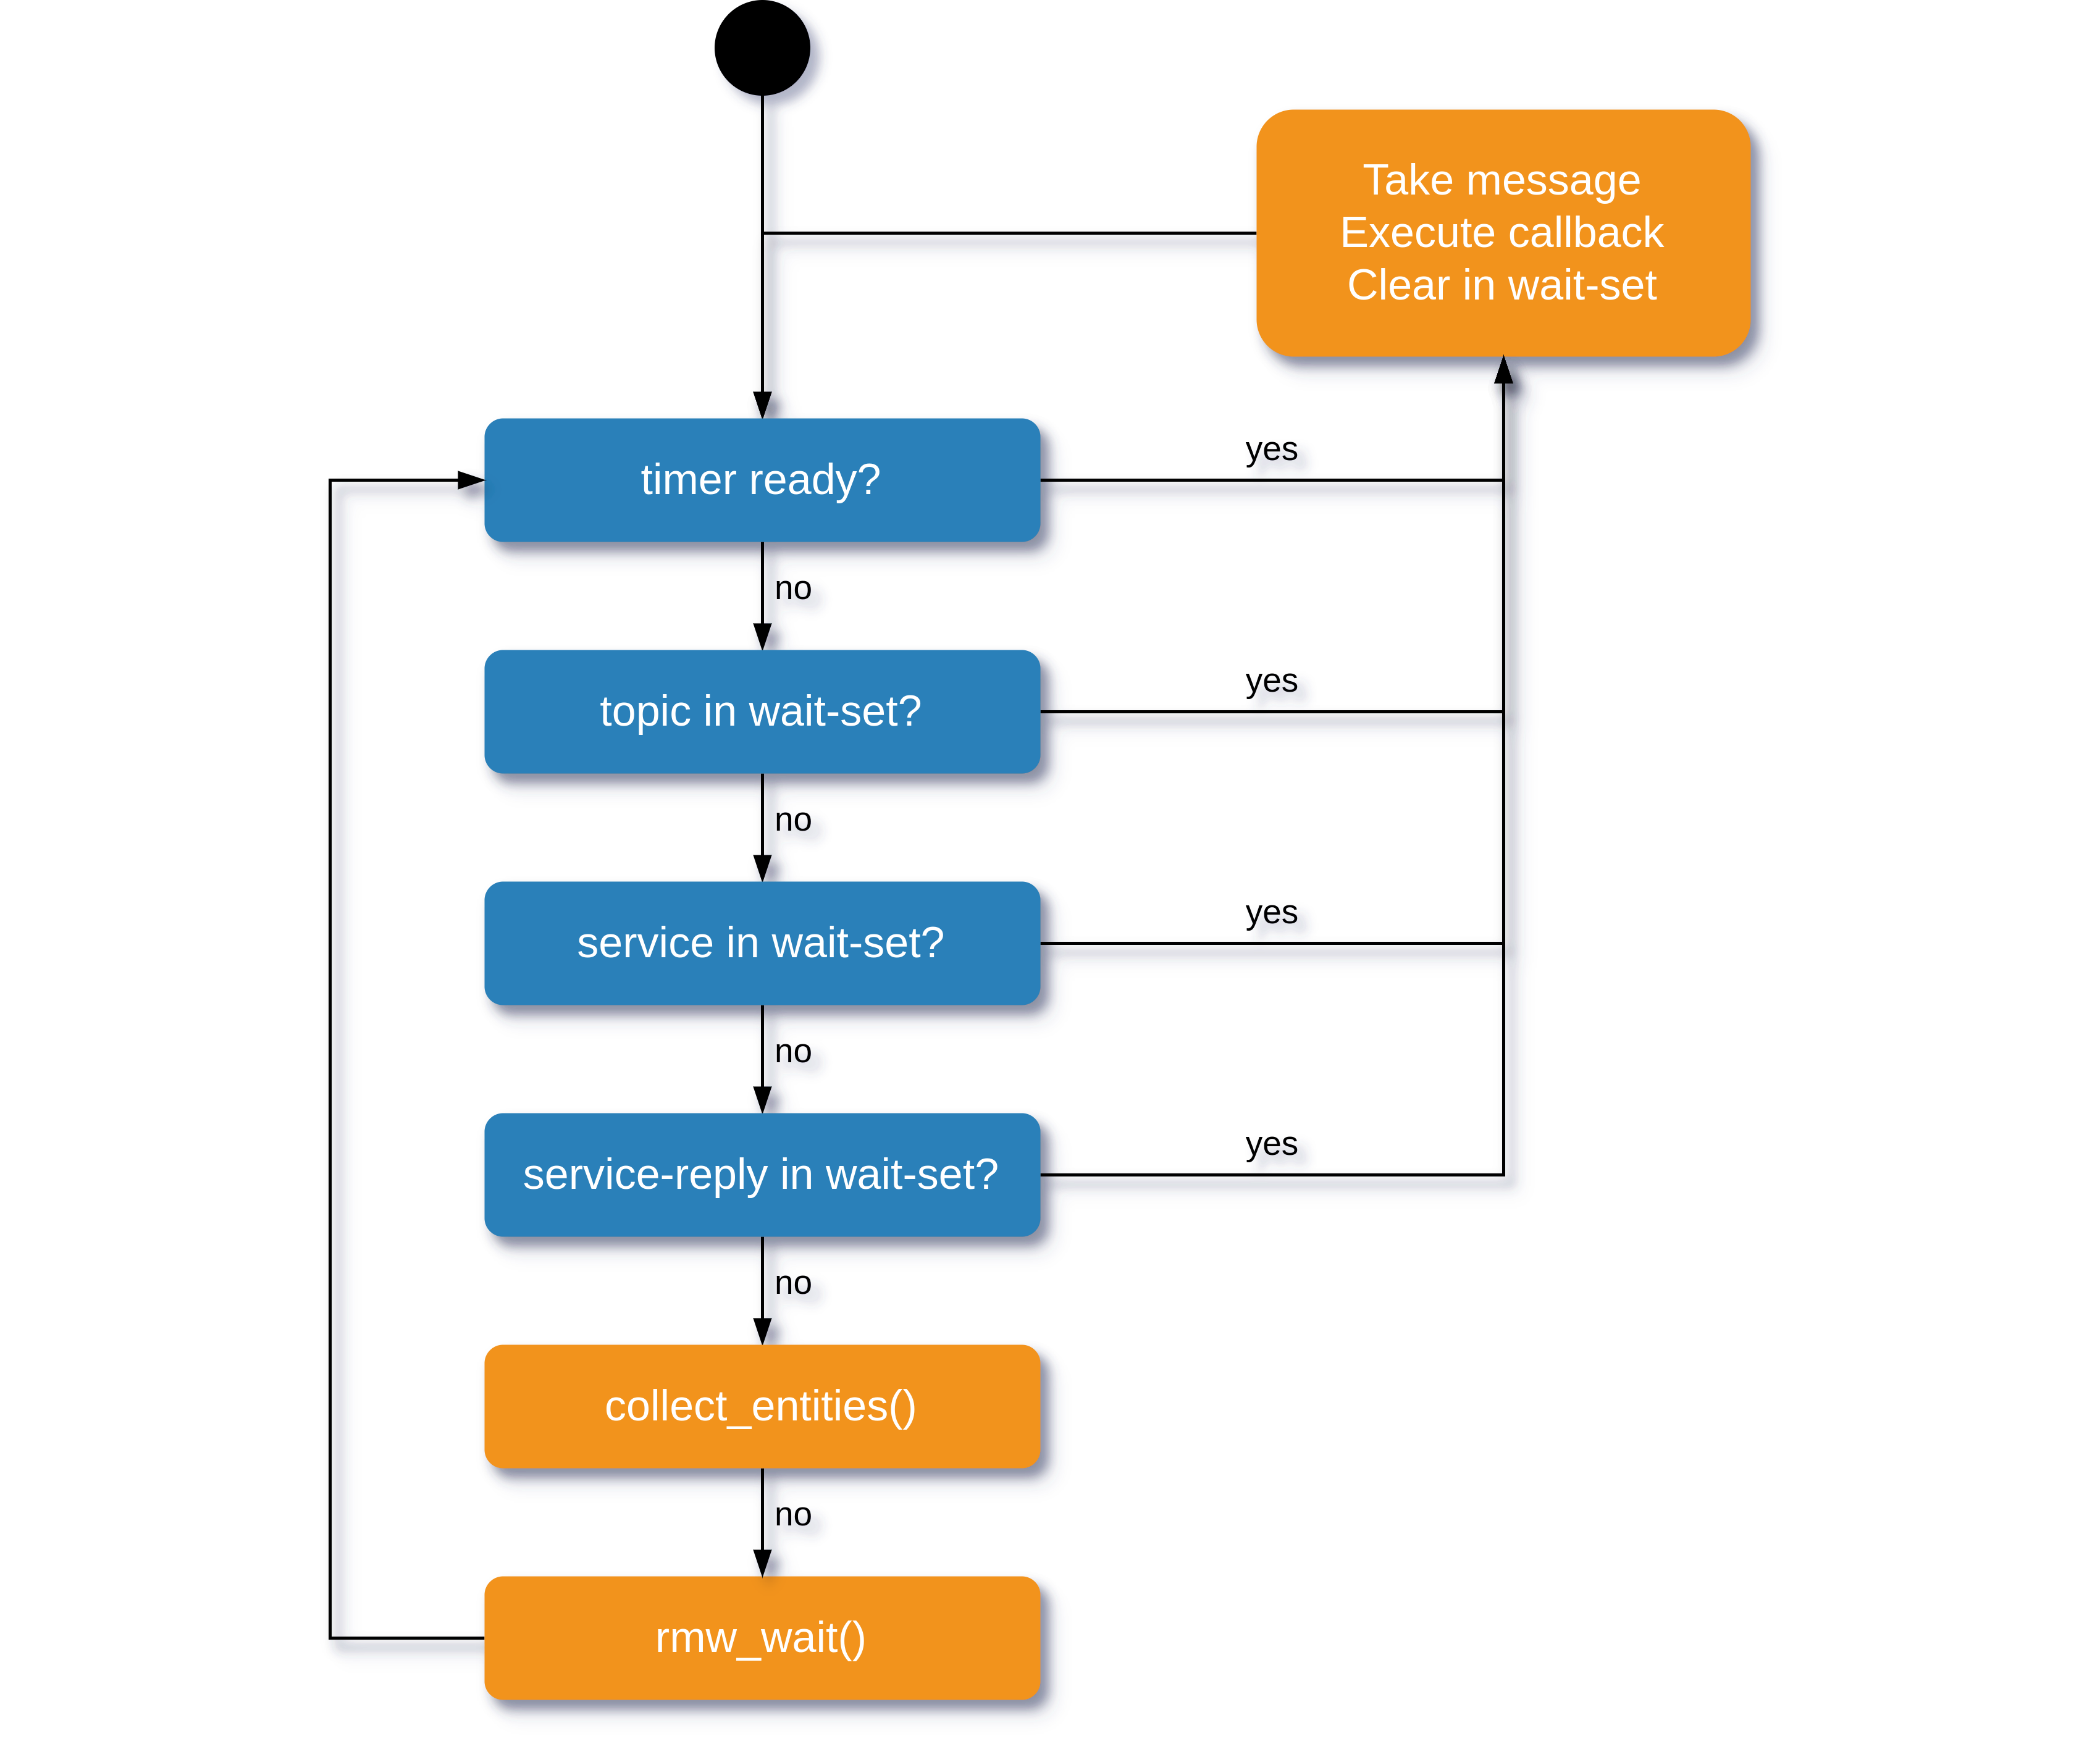 Take message
Execute callback
Clear in wait-set
timer ready?
yes
no
topic in wait-set?
yes
no
service in wait-set?
yes
no
service-reply in wait-set?
yes
no
collect_entities()
no
rmw_wait()